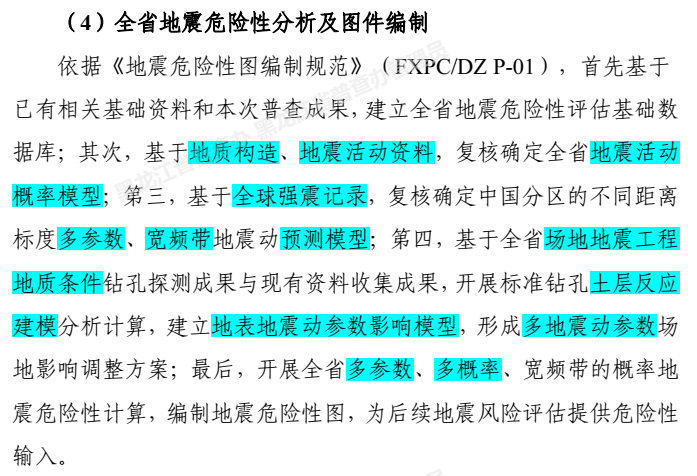 （4）全省地震危险性分析及图件编制
依据《地震危险性图编制规范》（FXPC/DZ P-01），首先基于
已有相关基础资料和本次普查成果，建立全省地震危险性评估基础数
据库；其次，基于地质构造、地震活动资料，复核确定全省地震活动
概率模型；第三，基于全球强震记录，复核确定中国分区的不同距离
标度多参数、宽频带地震动预测模型；第四，基于全省场地地震工程
地质条件钻孔探测成果与现有资料收集成果，开展标准钻孔土层反应
建模分析计算，建立地表地震动参数影响模型，形成多地震动参数场
地影响调整方案；最后，开展全省多参数、多概率、宽频带的概率地
震危险性计算，编制地震危险性图，为后续地震风险评估提供危险性
输入。